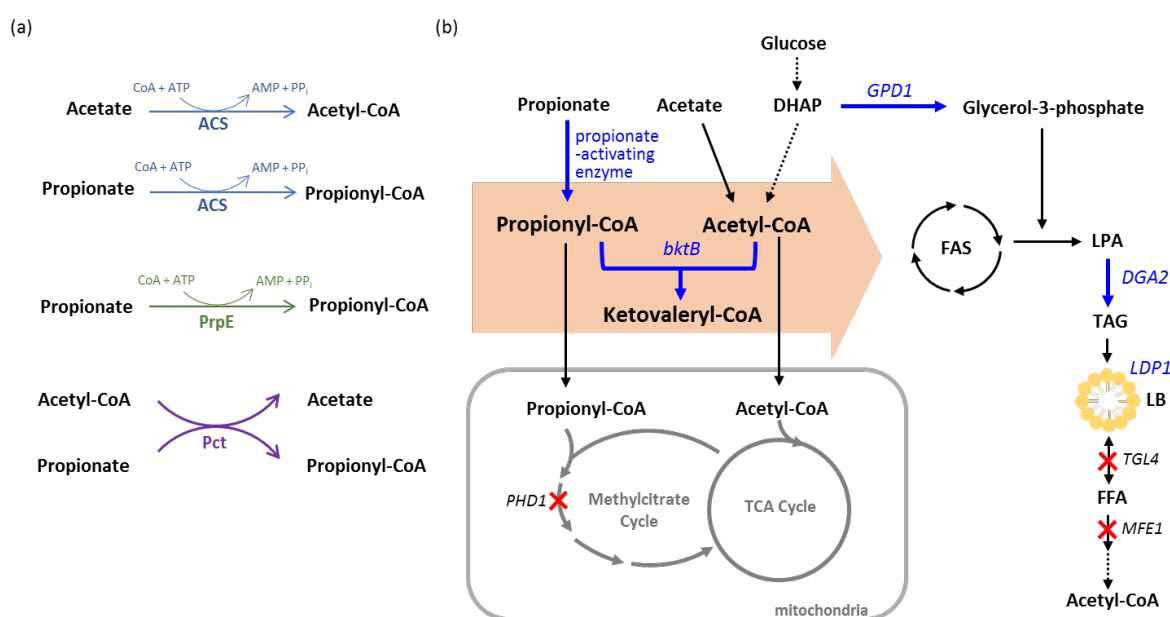 (a)
CoA + ATP
AMP + PPi
Acetate
Acetyl-CoA
ACS
CoA + ATP
AMP + PPi
Propionate
Propionyl-CoA
ACS
CoA + ATP
AMP + PPi
Propionate
Propionyl-CoA
PrpE
Acetyl-CoA
Acetate
Pct
Propionate
Propionyl-CoA
(b)
Glucose
Propionate
Acetate
DHAP
GPD1
Glycerol-3-phosphate
propionate
-activating
enzyme
Propionyl-CoA
Acetyl-CoA
bktB
Ketovaleryl-CoA
FAS
LPA
DGA2
TAG
LDP1
LB
TGL4
FFA
MFE1
Acetyl-CoA
Propionyl-CoA
Acetyl-CoA
PHD1
Methylcitrate
Cycle
TCA Cycle
mitochondria